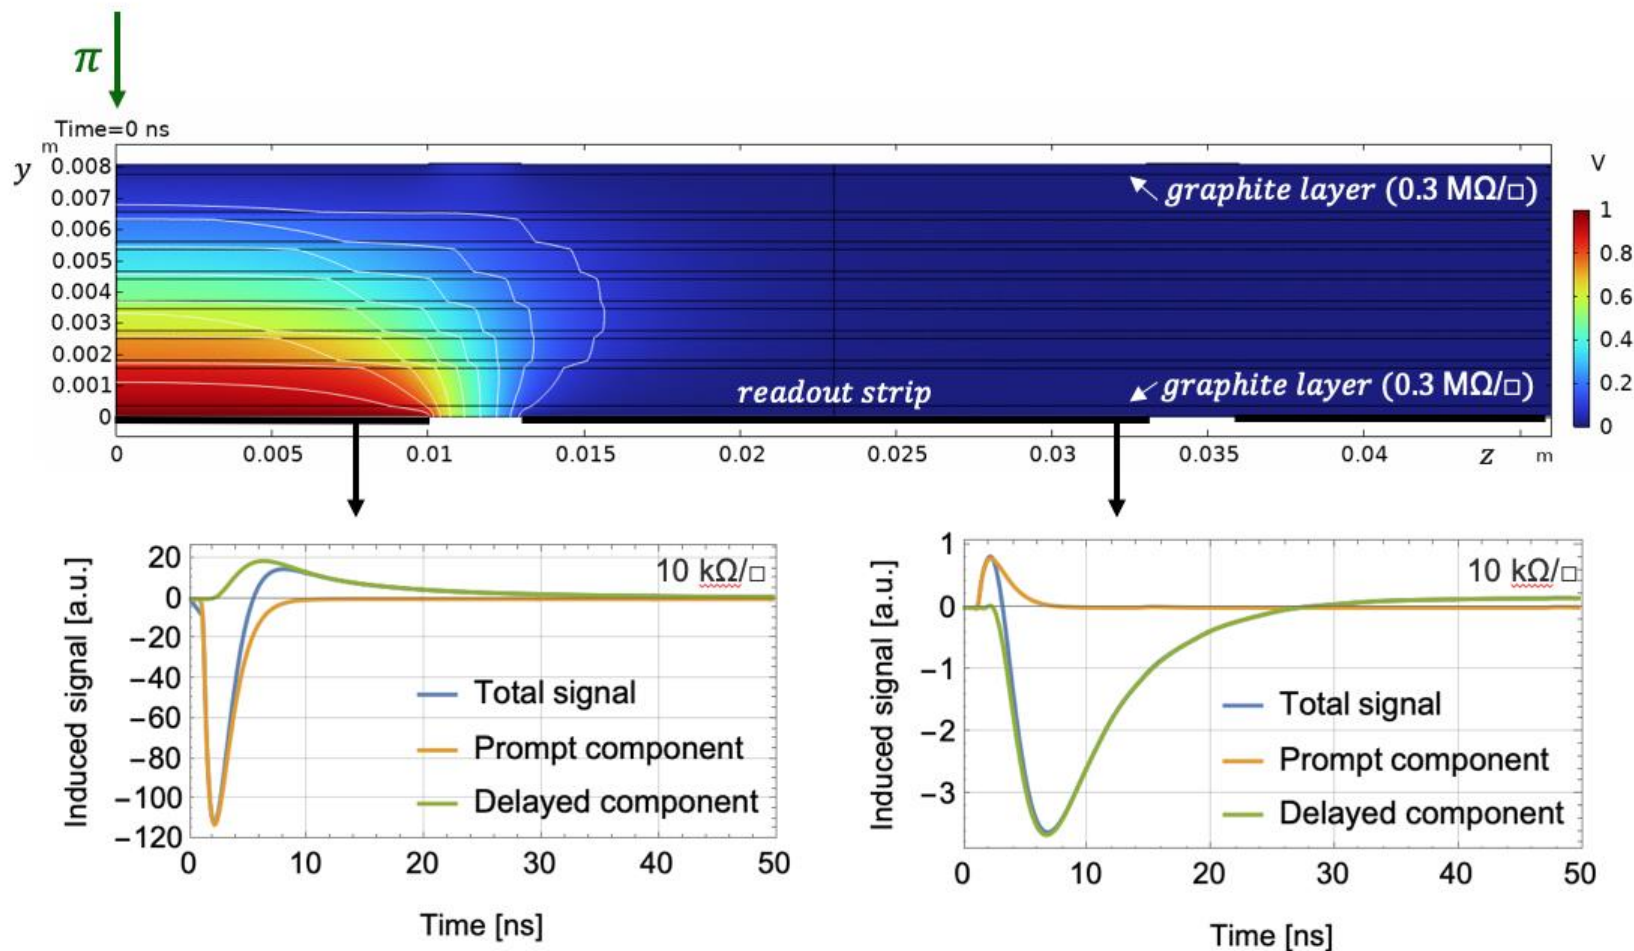 π
Time=0 ns
y m
0.008
0.007
0.006
0.005
0.004
0.003
0.002
0.001
0
graphite layer (0.3 MΩ/□)
readout strip
graphite layer (0.3 MΩ/□)
V
1
0.8
0.6
0.4
0.2
0
0 0.005 0.01 0.015 0.02 0.025 0.03 0.035 0.04 z m
Induced signal [a.u.]
20
0
−20
−40
−60
−80
−100
−120
10 kΩ/□
Total signal
Prompt component
Delayed component
0 10 20 30 40 50
Time [ns]
Induced signal [a.u.]
1
0
−1
−2
−3
10 kΩ/□
Total signal
Prompt component
Delayed component
0 10 20 30 40 50
Time [ns]